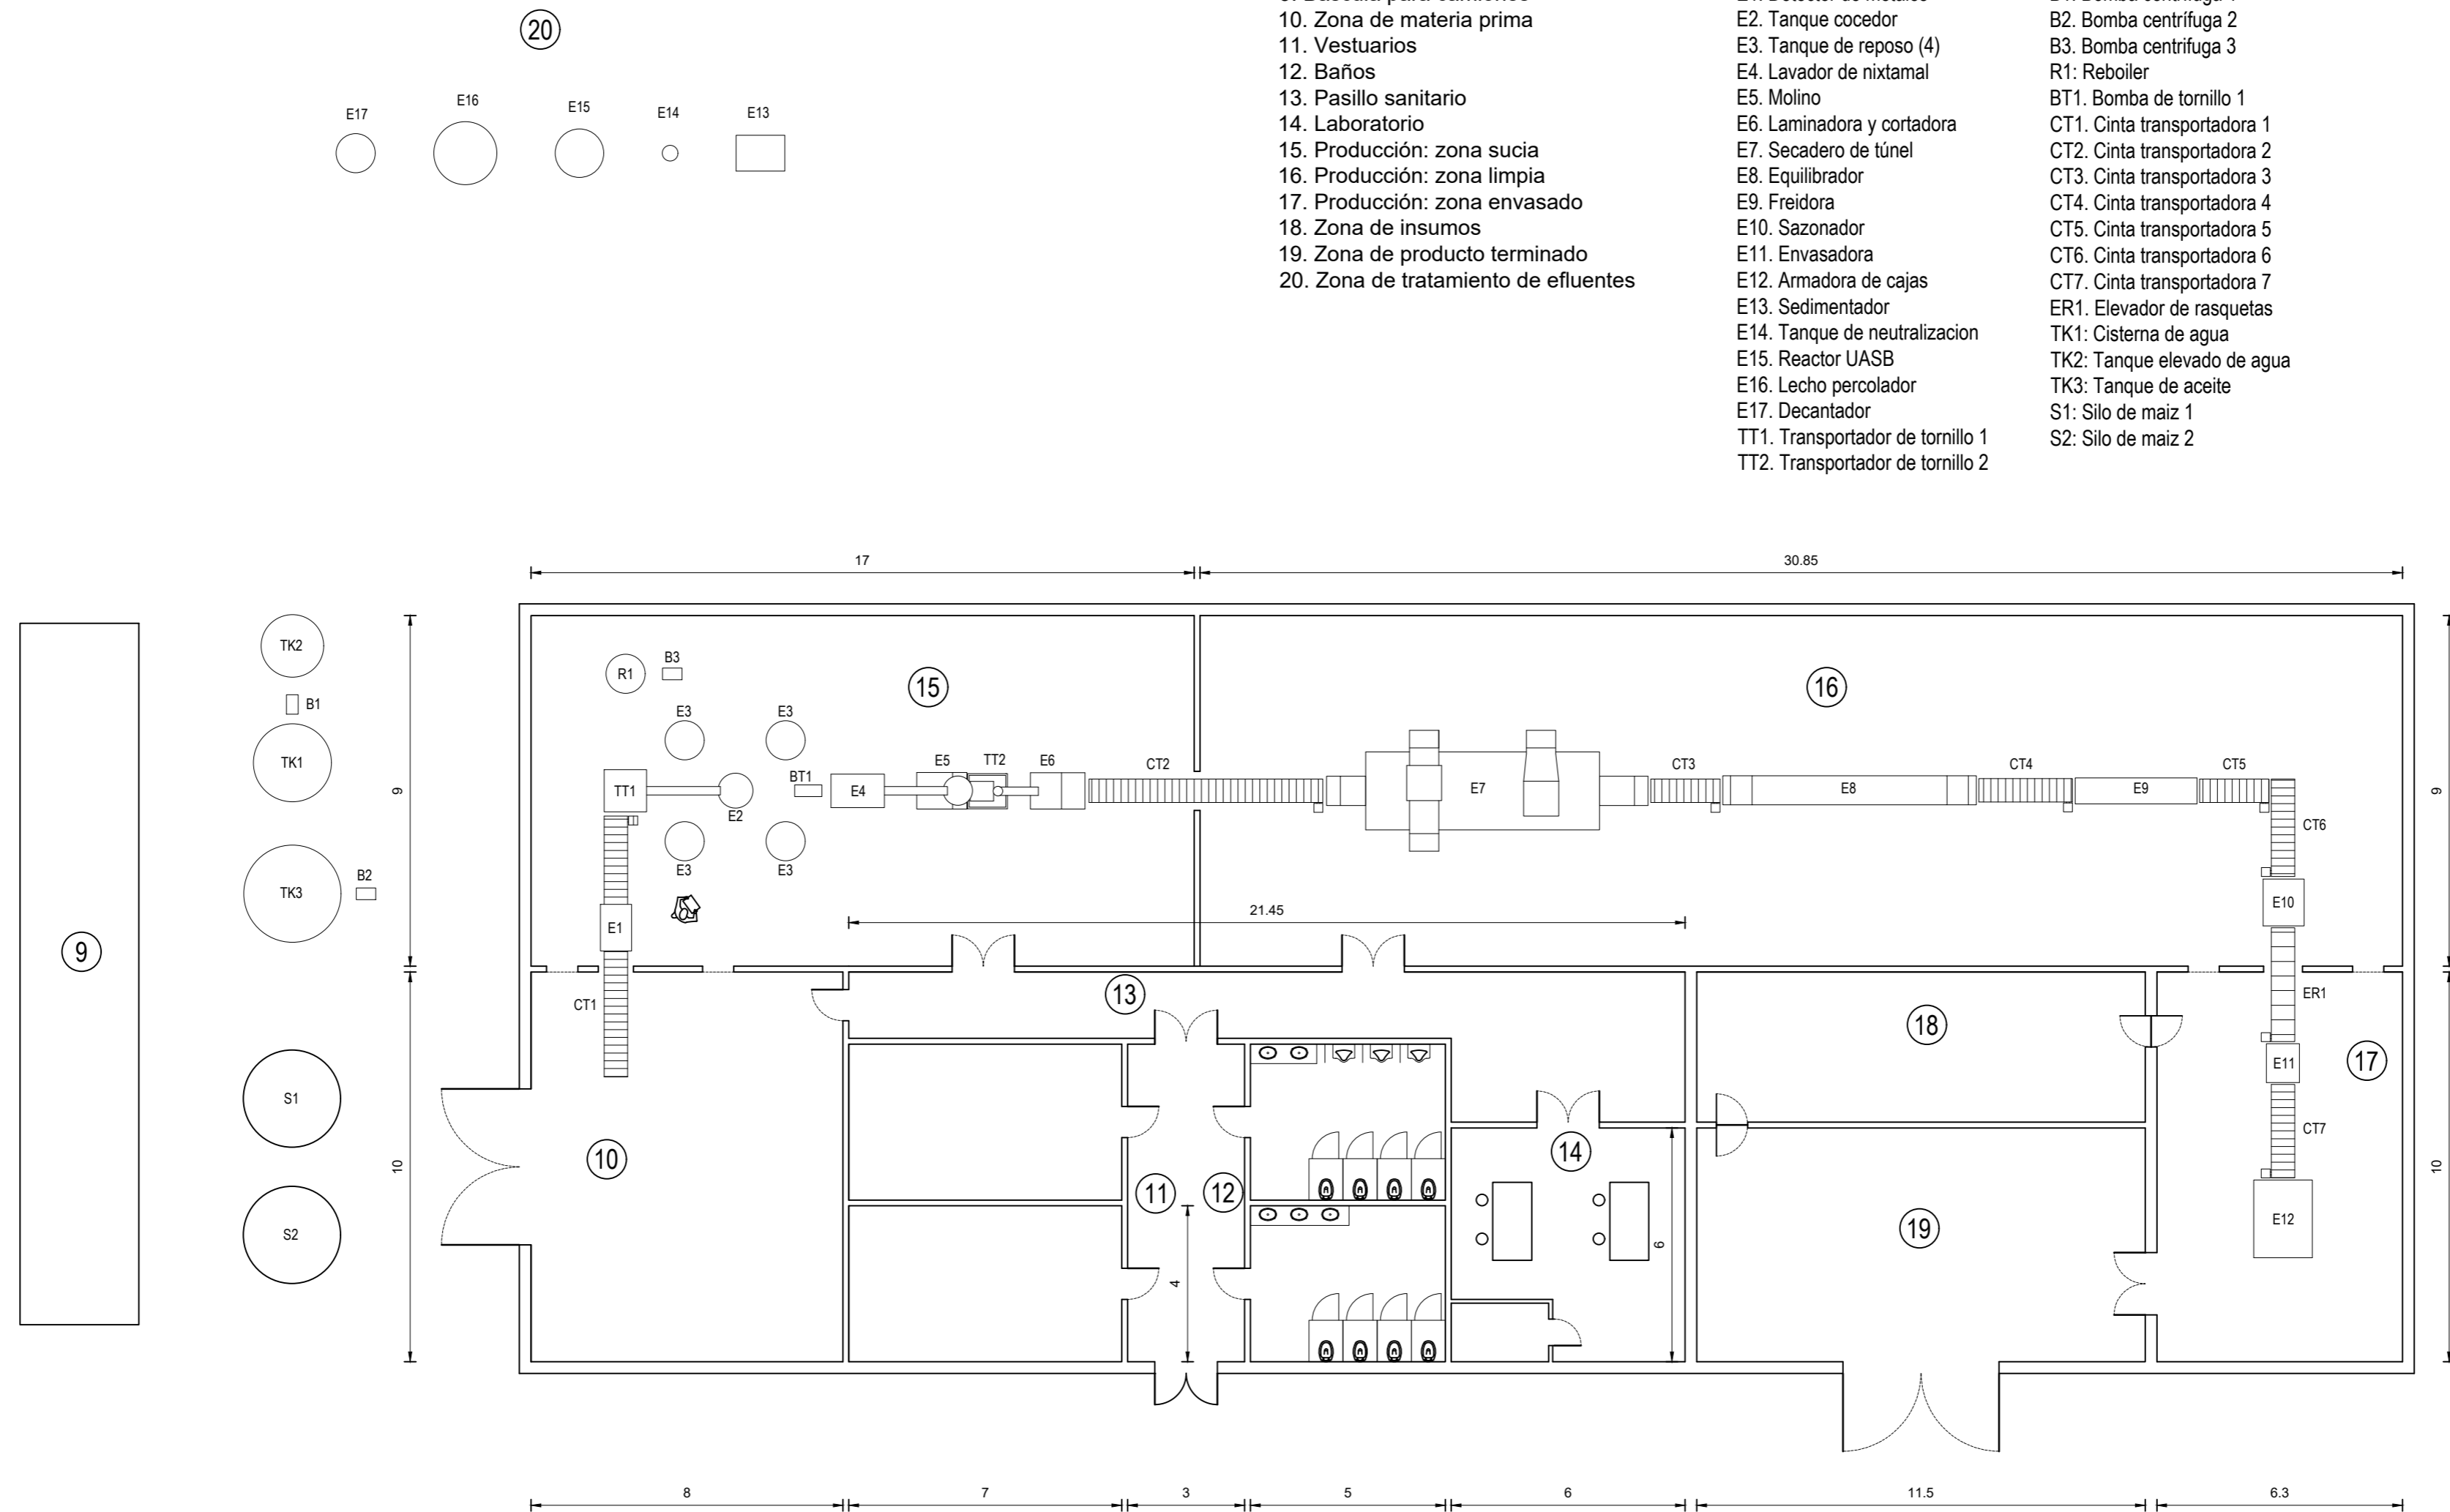 9. Báscula para camiones
10. Zona de materia prima
11. Vestuarios
12. Baños
13. Pasillo sanitario
14. Laboratorio
15. Producción: zona sucia
16. Producción: zona limpia
17. Producción: zona envasado
18. Zona de insumos
19. Zona de producto terminado
20. Zona de tratamiento de efluentes
E1. Detector de metales
E2. Tanque cocedor
E3. Tanque de reposo (4)
E4. Lavador de nixtamal
E5. Molino
E6. Laminadora y cortadora
E7. Secadero de túnel
E8. Equilibrador
E9. Freidora
E10. Sazonador
E11. Envasadora
E12. Armadora de cajas
E13. Sedimentador
E14. Tanque de neutralizacion
E15. Reactor UASB
E16. Lecho percolador
E17. Decantador
TT1. Transportador de tornillo 1
TT2. Transportador de tornillo 2
B1. Bomba centrífuga 1
B2. Bomba centrífuga 2
B3. Bomba centrifuga 3
R1: Reboiler
BT1. Bomba de tornillo 1
CT1. Cinta transportadora 1
CT2. Cinta transportadora 2
CT3. Cinta transportadora 3
CT4. Cinta transportadora 4
CT5. Cinta transportadora 5
CT6. Cinta transportadora 6
CT7. Cinta transportadora 7
ER1. Elevador de rasquetas
TK1: Cisterna de agua
TK2: Tanque elevado de agua
TK3: Tanque de aceite
S1: Silo de maiz 1
S2: Silo de maiz 2
20
E17
E16
E15
E14
E13
17
30.85
TK2
B1
TK1
TK3
B2
9
S1
S2
9
10
R1
B3
15
E3
E3
TT1
E2
BT1
E4
E5
TT2
E6
CT2
E3
E3
E1
CT1
16
E7
CT3
E8
CT4
E9
CT5
CT6
E10
9
21.45
13
10
11
12
4
14
6
18
19
ER1
E11
17
CT7
E12
10
8
7
3
5
6
11.5
6.3